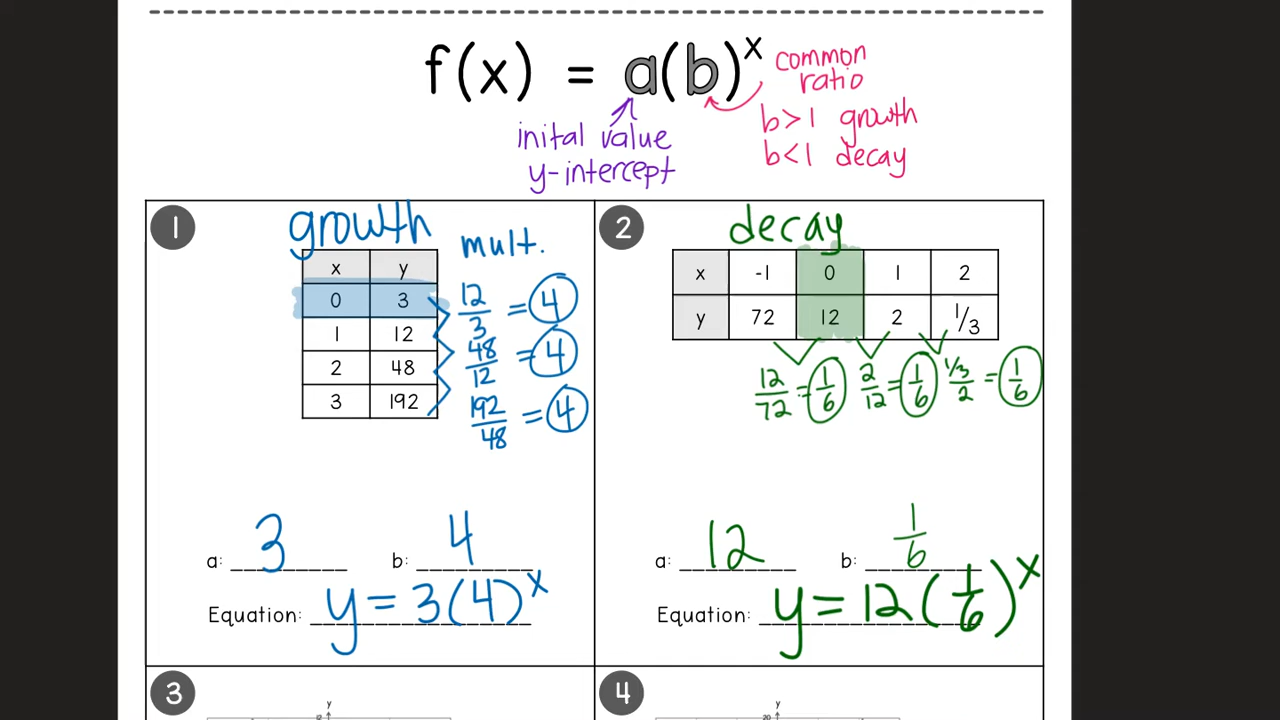 f(x) = a(b)^x
common
ratio
b>1 growth
b<1 decay
inital value
y-intercept
1
growth
mult.
x y
0 3
1 12
2 48
3 192
12/3 = 4
48/12 = 4
192/48 = 4
a: 3 b: 4
Equation: y = 3(4)^x
2
decay
x -1 0 1 2
y 72 12 2 1/3
12/72 = 1/6 2/12 = 1/6 1/3/2 = 1/6
a: 12 b: 1/6
Equation: y = 12(1/6)^x
3
y
12
4
y
20